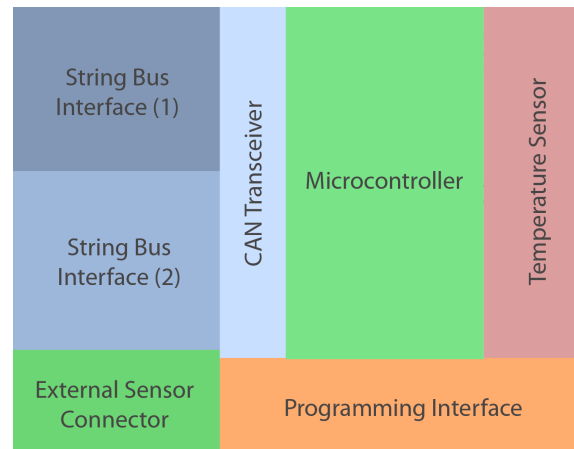 String Bus
Interface (1)
String Bus
Interface (2)
External Sensor
Connector
CAN Transceiver
Microcontroller
Temperature Sensor
Programming Interface